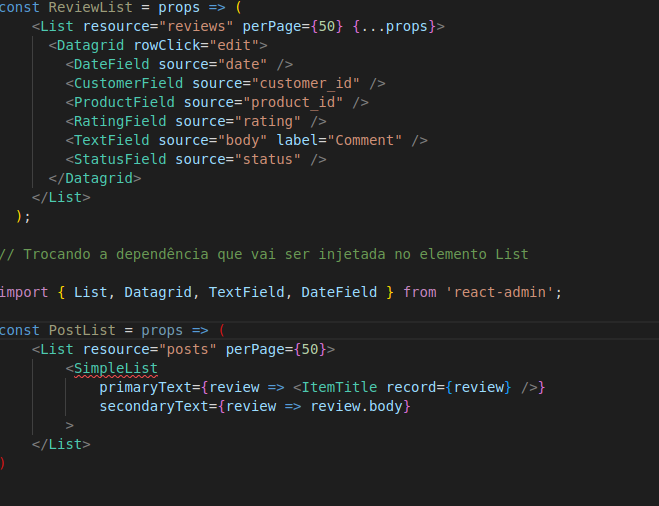 const ReviewList = props => (
    <List resource="reviews" perPage={50} {...props}>
      <Datagrid rowClick="edit">
        <DateField source="date" />
        <CustomerField source="customer_id" />
        <ProductField source="product_id" />
        <RatingField source="rating" />
        <TextField source="body" label="Comment" />
        <StatusField source="status" />
      </Datagrid>
    </List>
  );
// Trocando a dependência que vai ser injetada no elemento List
import { List, Datagrid, TextField, DateField } from 'react-admin';
const PostList = props => (
    <List resource="posts" perPage={50}>
        <SimpleList
            primaryText={review => <ItemTitle record={review} />}
            secondaryText={review => review.body}
        >
    </List>
)